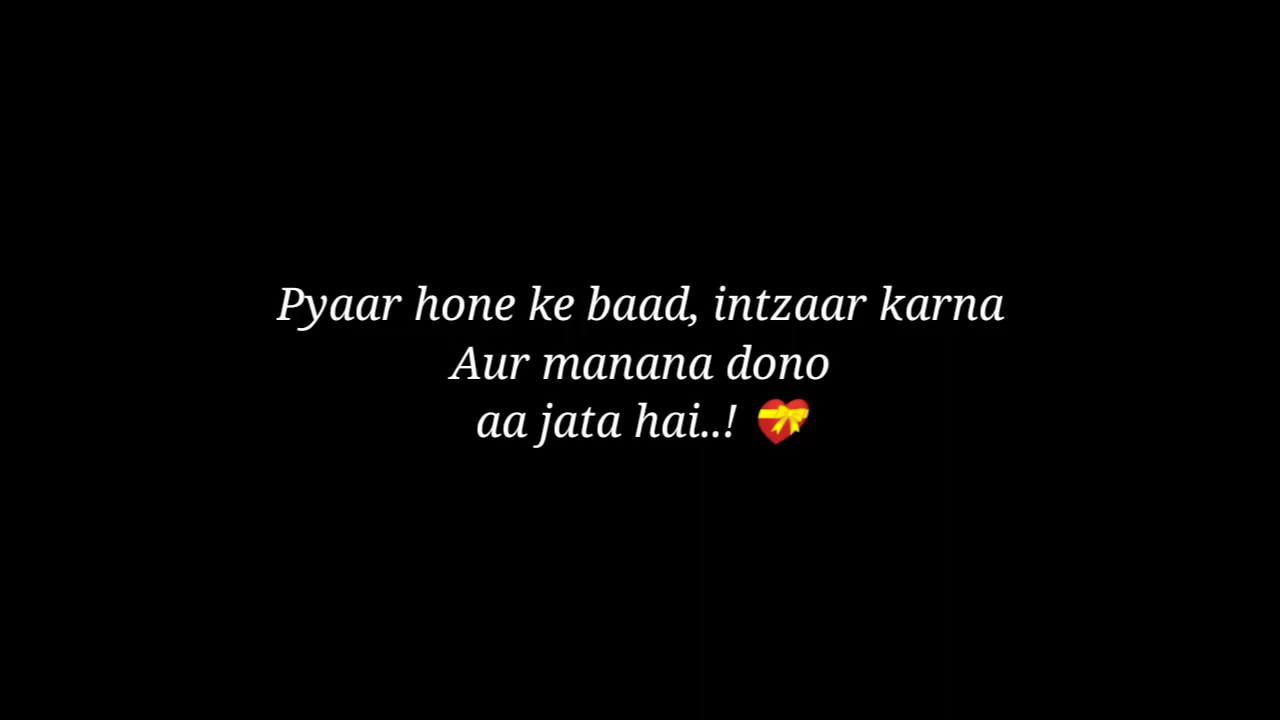 Pyaar hone ke baad, intzaar karna
Aur manana dono
aa jata hai..! 💝